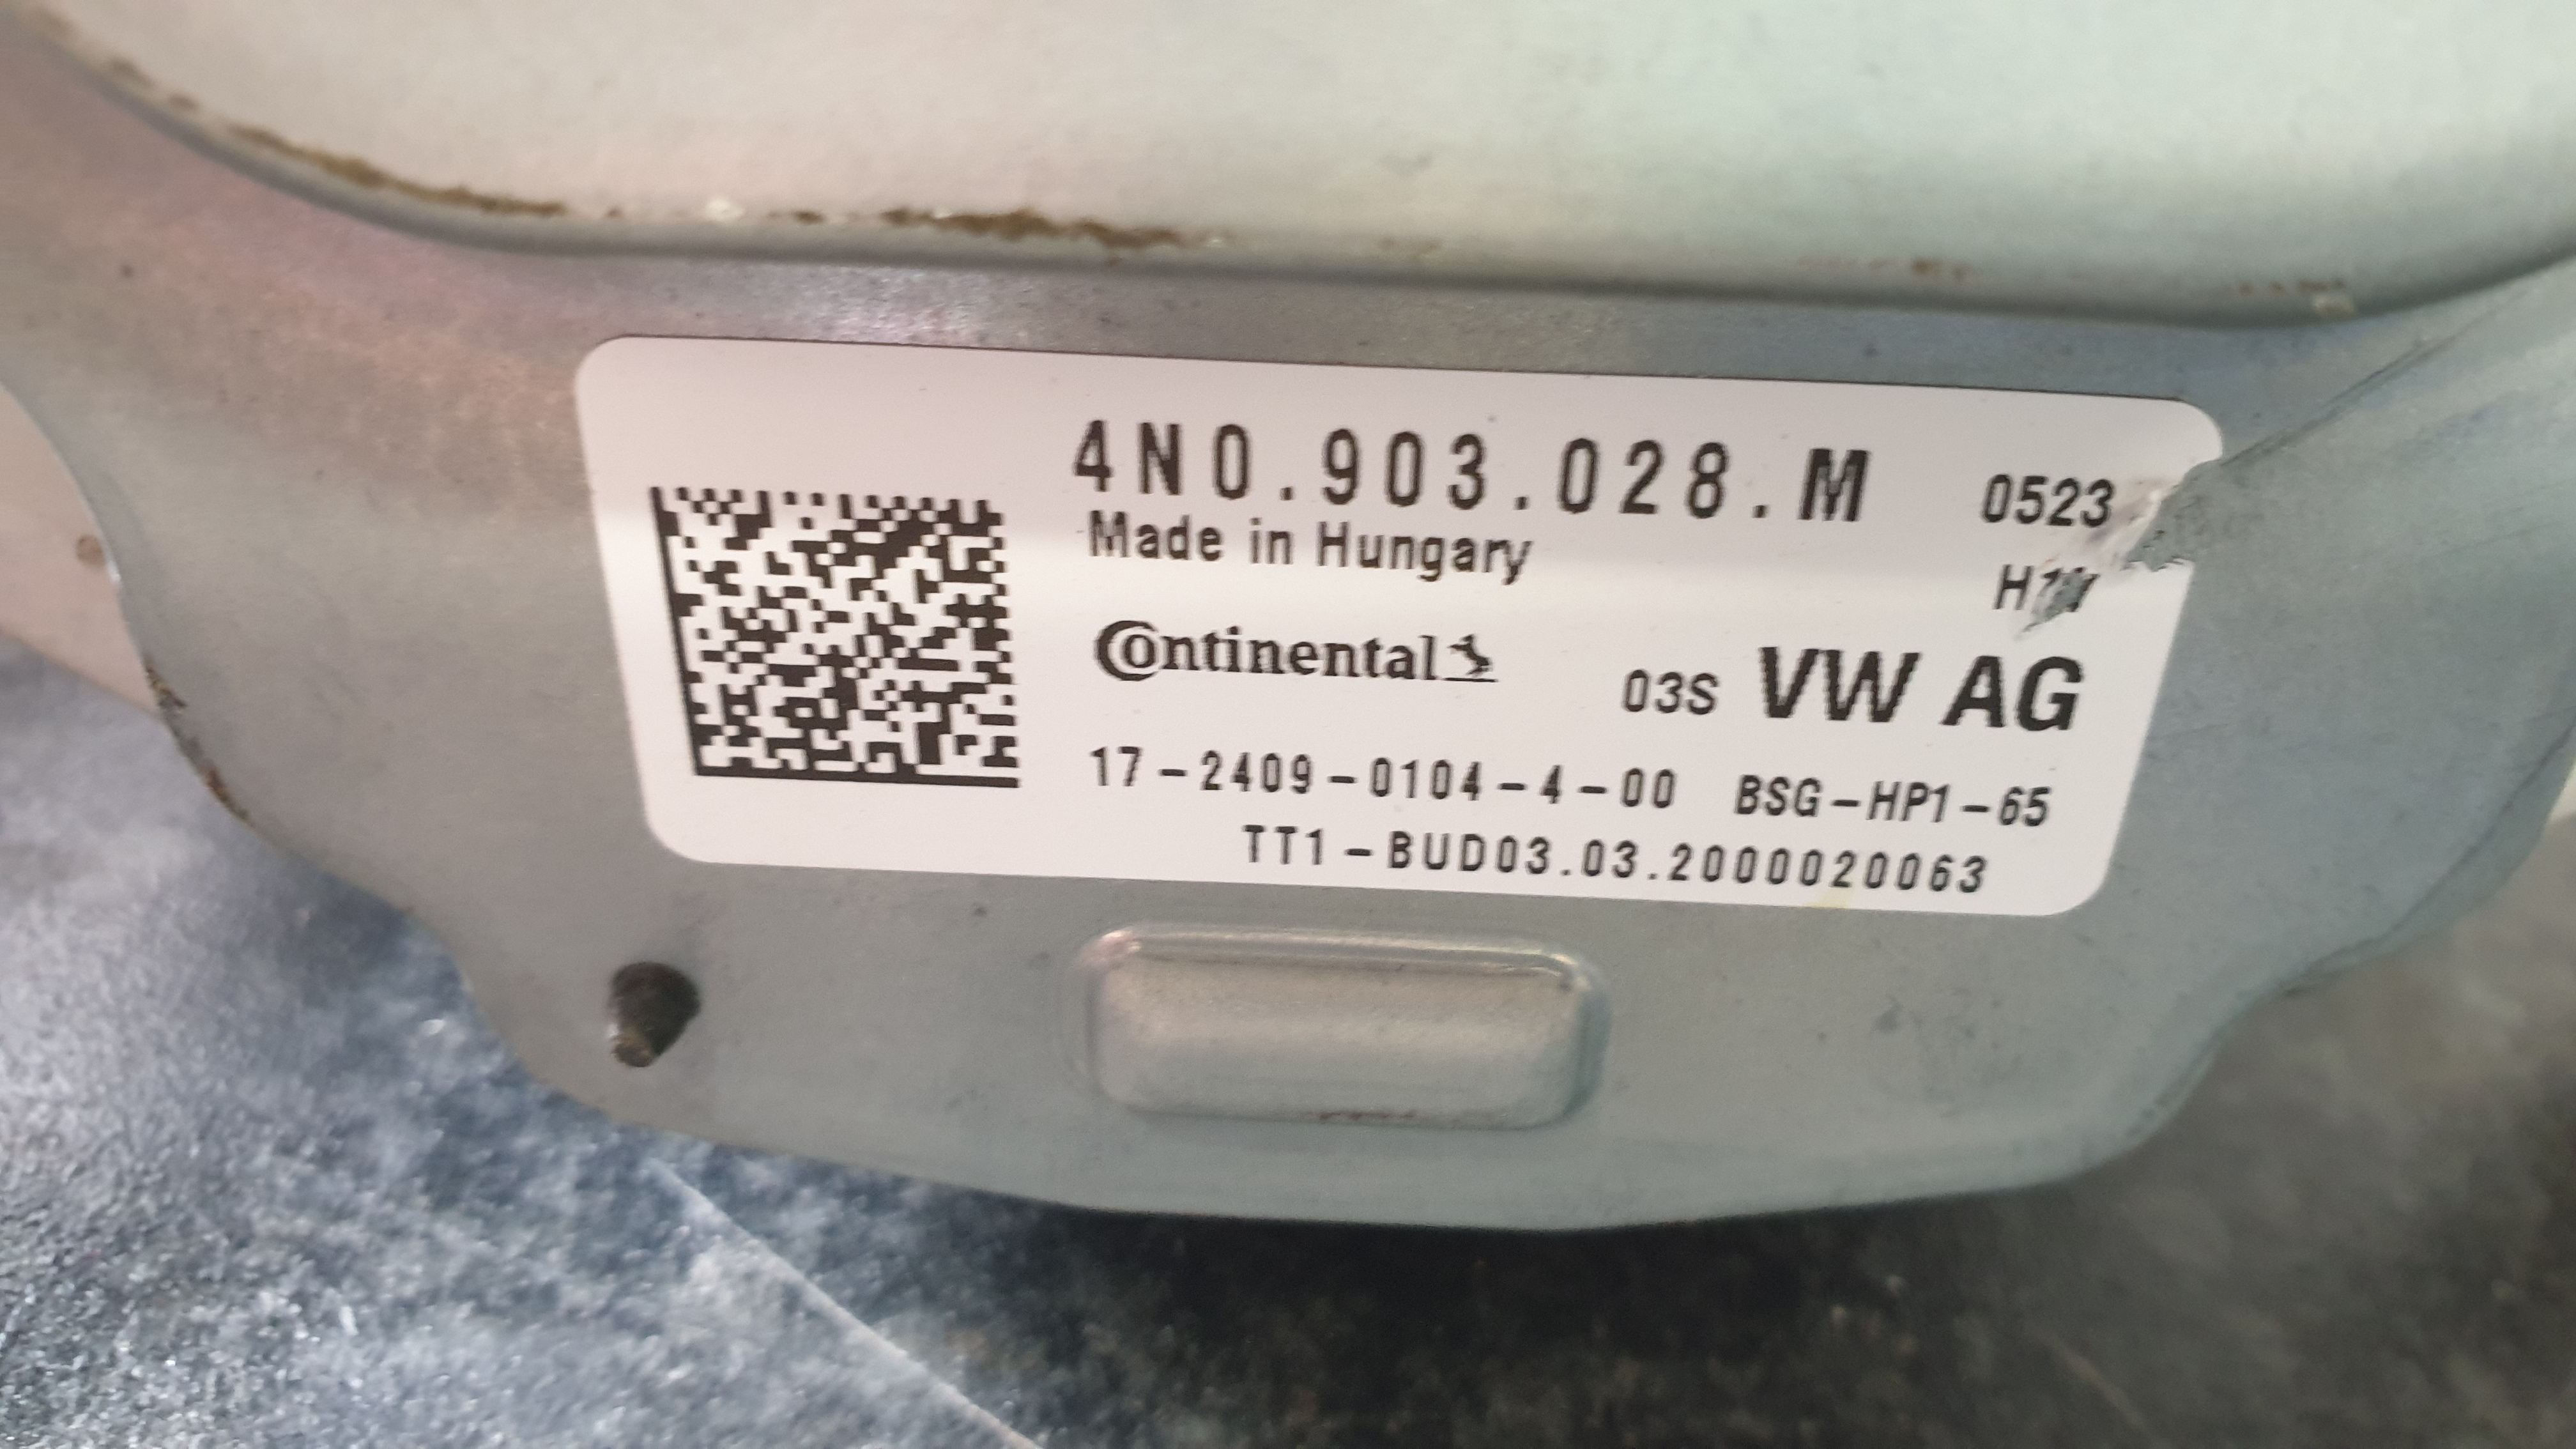 4N0.903.028.M 0523
Made in Hungary
Continental
03S VW AG
17-2409-0104-4-00 BSG-HP1-65
TT1-BUD03.03.2000020063